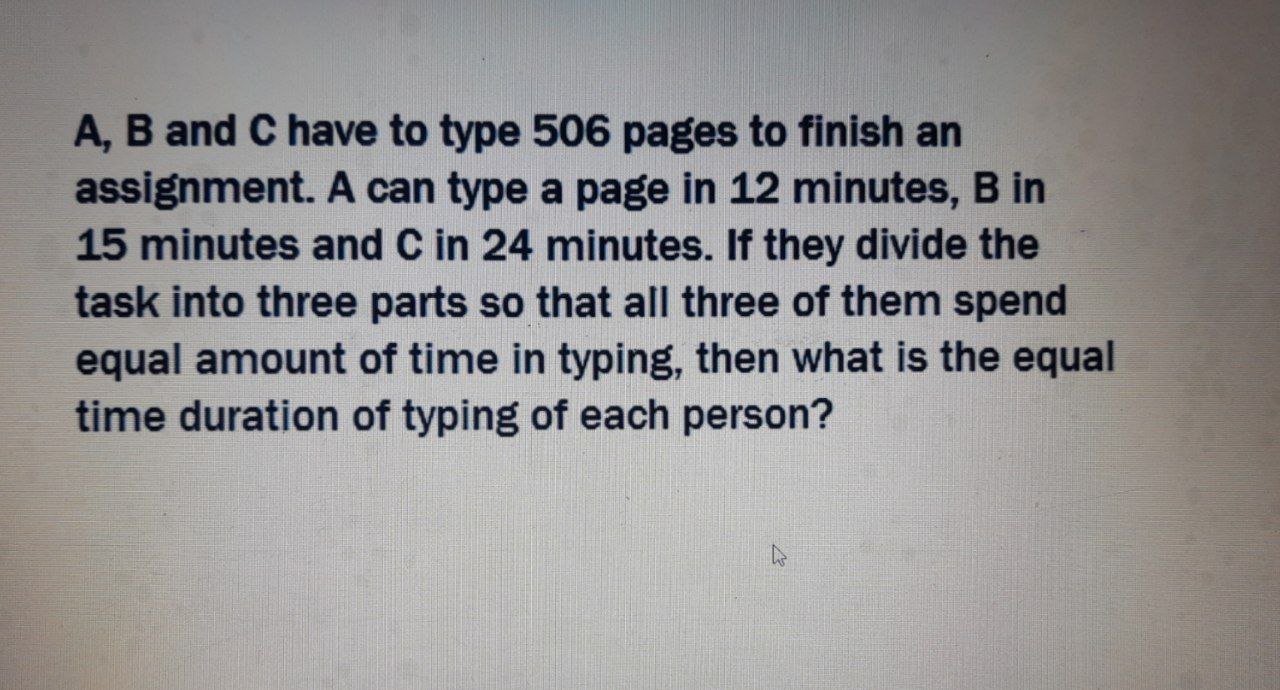 A, B and C have to type 506 pages to finish an
assignment. A can type a page in 12 minutes, B in
15 minutes and C in 24 minutes. If they divide the
task into three parts so that all three of them spend
equal amount of time in typing, then what is the equal
time duration of typing of each person?